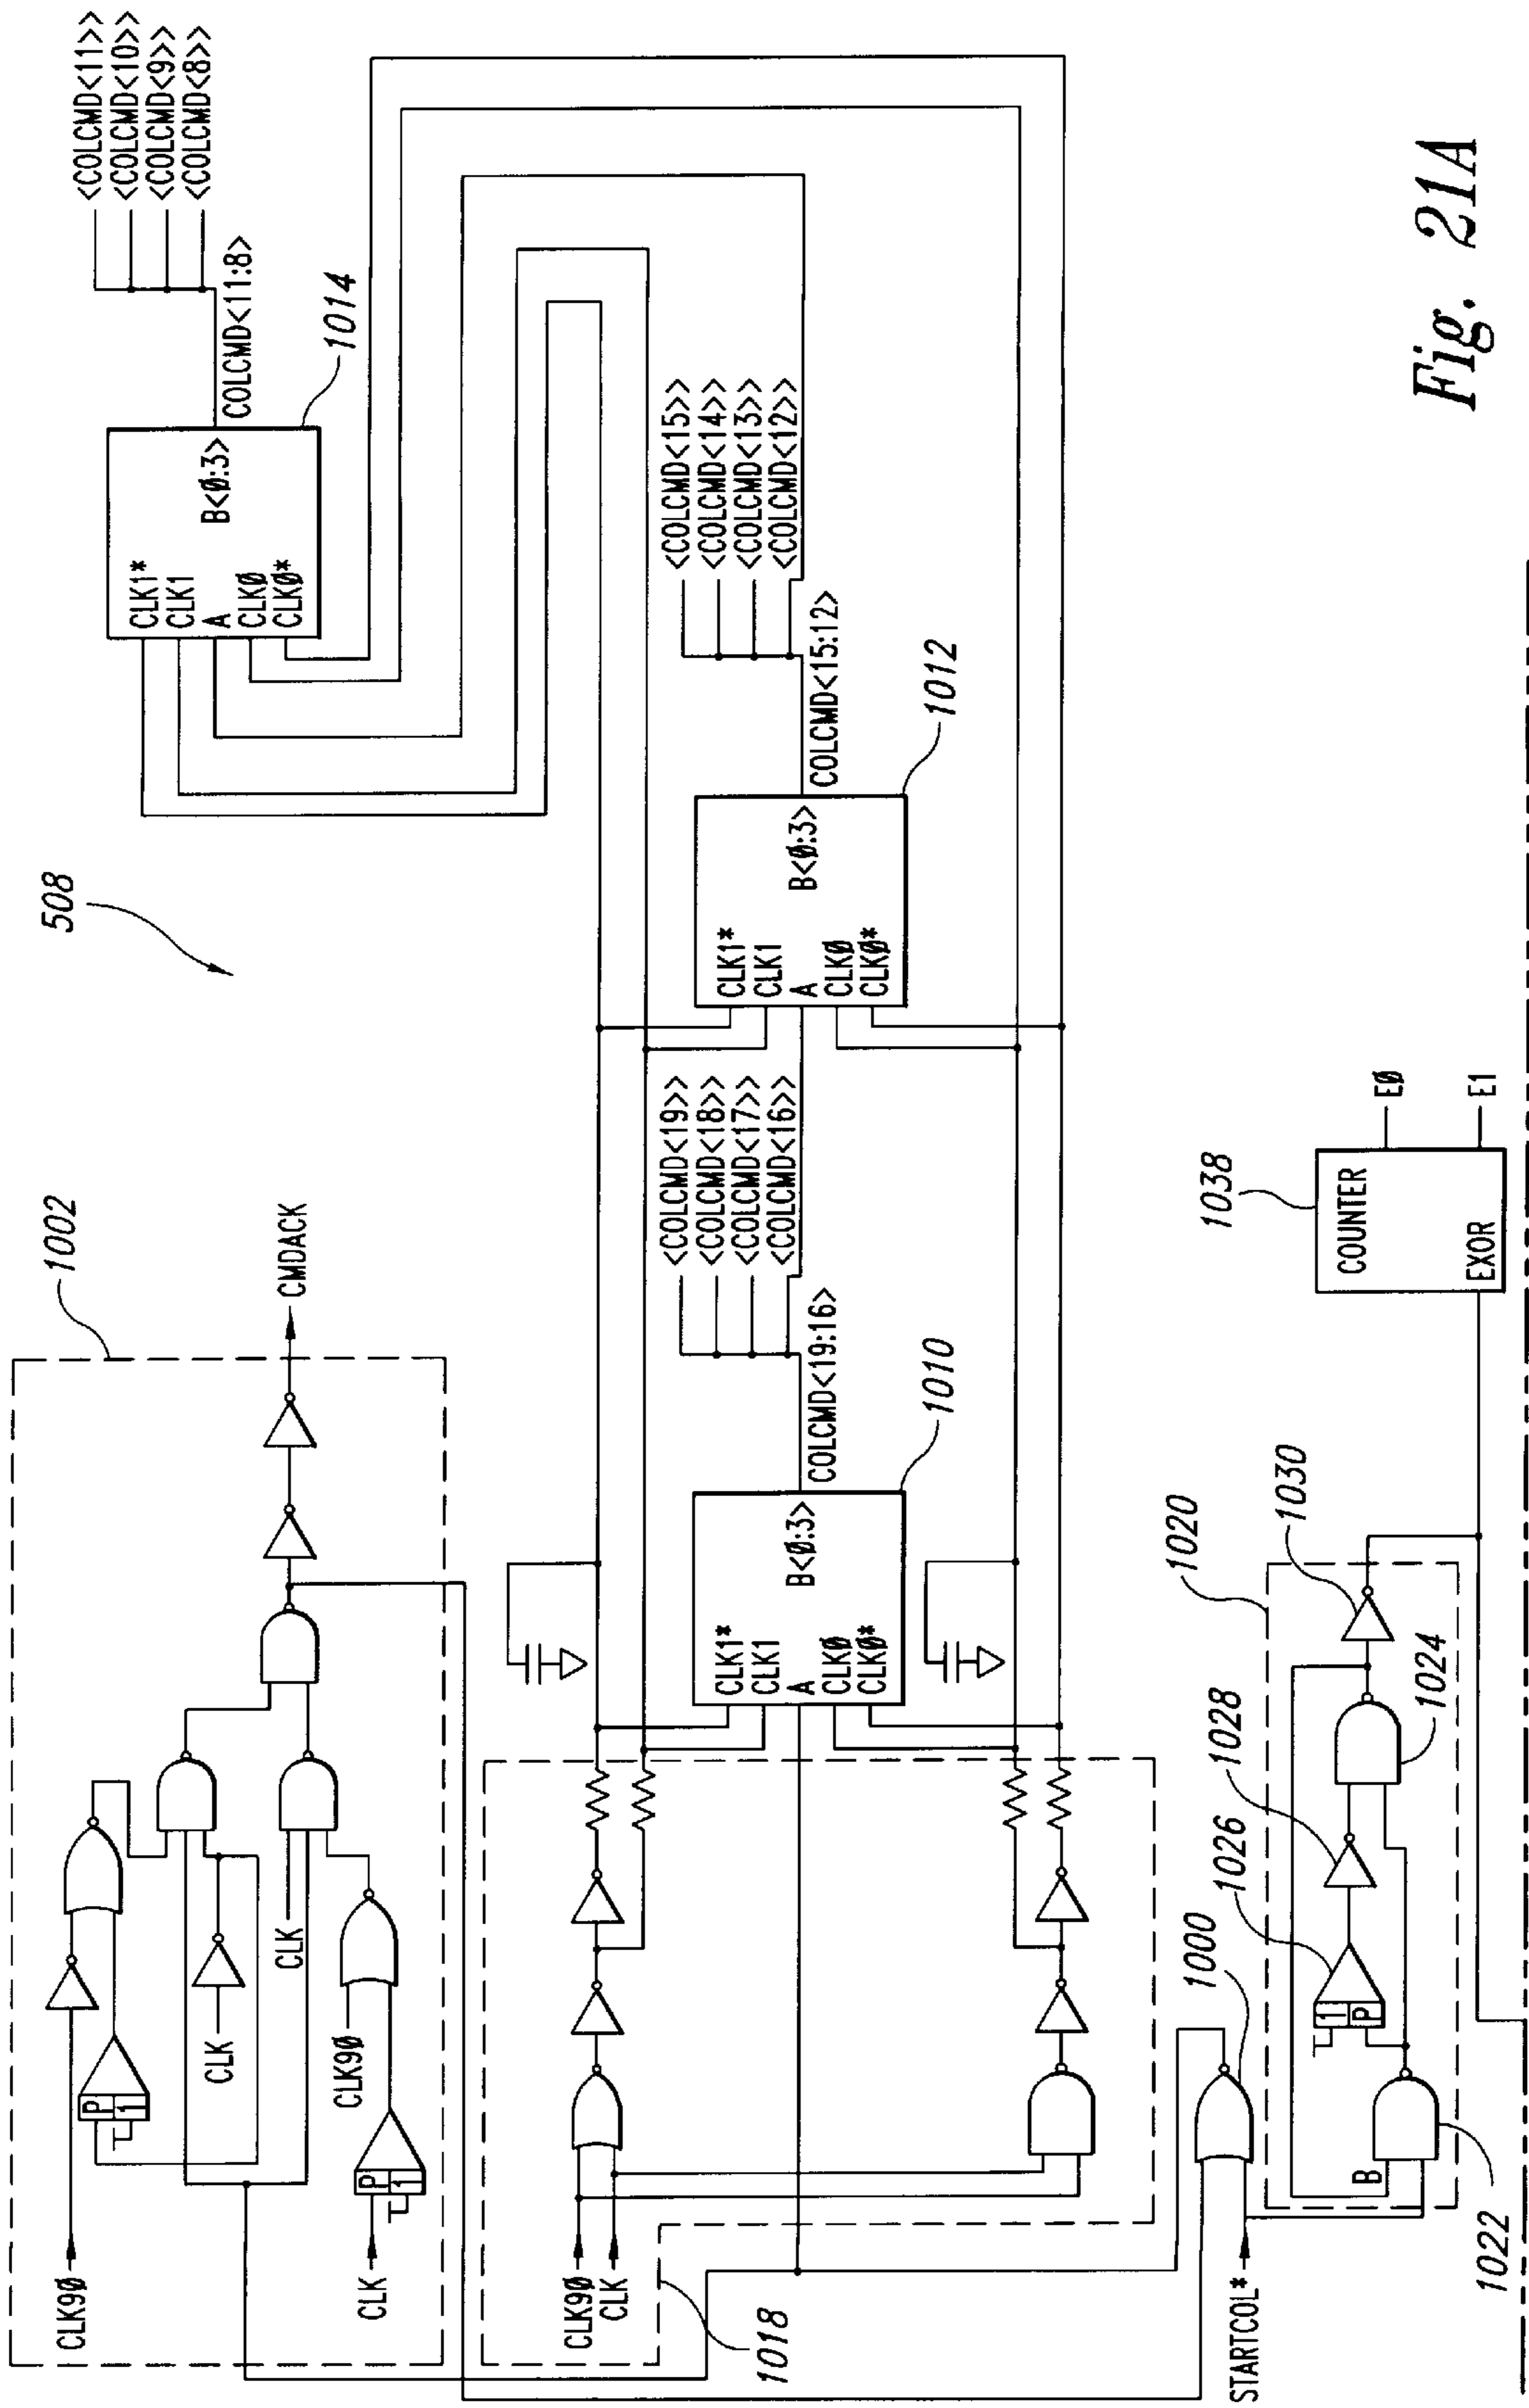 508
1002
CLK9Ø
P
1
CLK
CLK
CLK9Ø
CLK
P
1
CMDACK
<COLCMD<11>>
<COLCMD<10>>
<COLCMD<9>>
<COLCMD<8>>
COLCMD<11:8>
1014
CLK1*
CLK1
A
CLKØ
CLKØ*
B<Ø:3>
CLK9Ø
CLK
1018
CLK1*
CLK1
A
CLKØ
CLKØ*
B<Ø:3>
1010
COLCMD<19:16>
<COLCMD<19>>
<COLCMD<18>>
<COLCMD<17>>
<COLCMD<16>>
CLK1*
CLK1
A
CLKØ
CLKØ*
B<Ø:3>
1012
COLCMD<15:12>
<COLCMD<15>>
<COLCMD<14>>
<COLCMD<13>>
<COLCMD<12>>
STARTCOL*
1000
1020
B
1022
1
P
1026
1028
1024
1030
1038
COUNTER
EXOR
EØ
E1
Fig. 21A